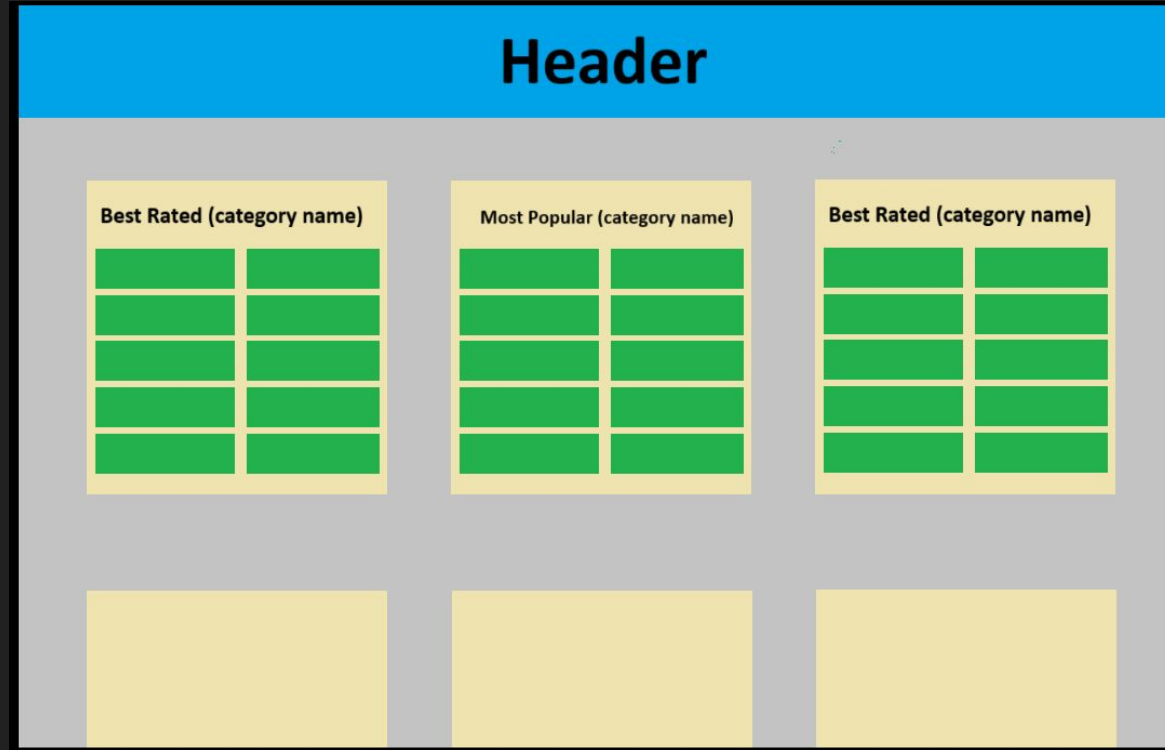 Header
Best Rated (category name)
Most Popular (category name)
Best Rated (category name)